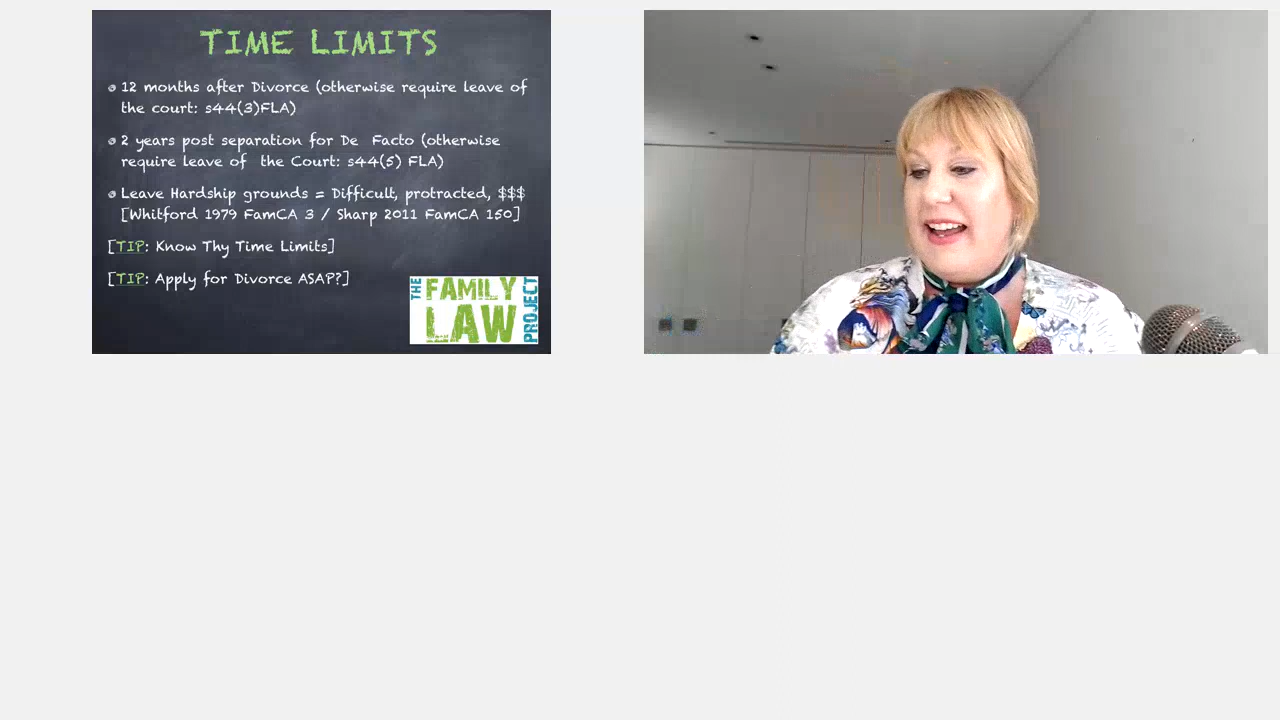 TIME LIMITS
12 months after Divorce (otherwise require leave of
the court: s44(3)FLA)
2 years post separation for De Facto (otherwise
require leave of the Court: s44(5) FLA)
Leave Hardship grounds = Difficult, protracted, $$$
[Whitford 1979 FamCA 3 / Sharp 2011 FamCA 150]
[TIP: Know Thy Time Limits]
[TIP: Apply for Divorce ASAP?]
THE
FAMILY
LAW
PROJECT